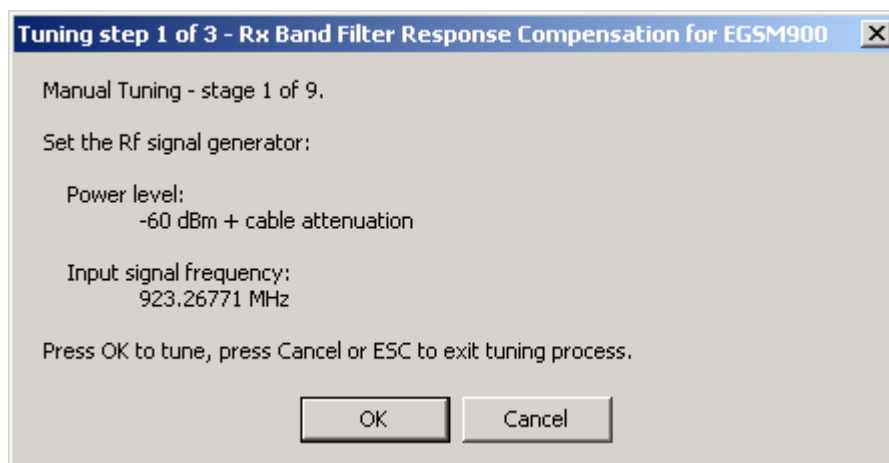 Tuning step 1 of 3 - Rx Band Filter Response Compensation for EGSM900
Manual Tuning - stage 1 of 9.
Set the Rf signal generator:
Power level:
-60 dBm + cable attenuation
Input signal frequency:
923.26771 MHz
Press OK to tune, press Cancel or ESC to exit tuning process.
OK
Cancel